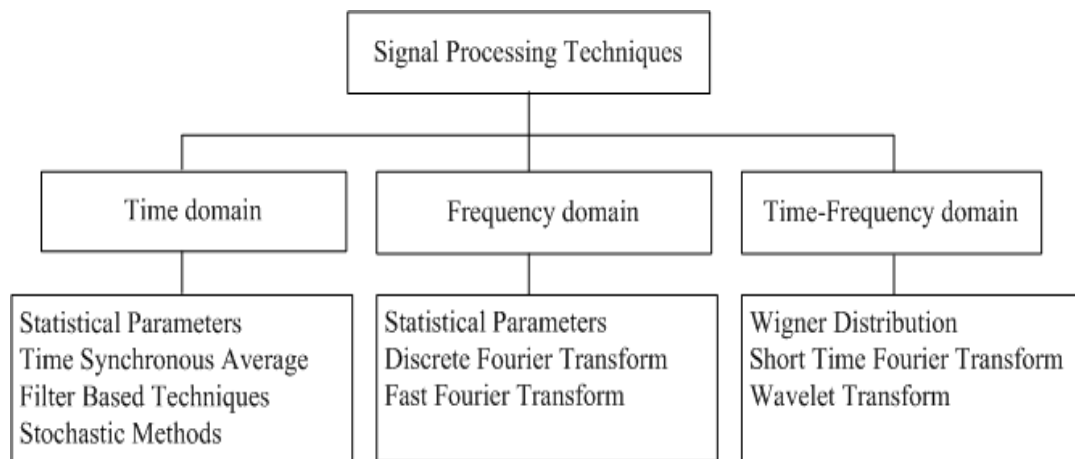 Signal Processing Techniques
Time domain
Frequency domain
Time-Frequency domain
Statistical Parameters
Time Synchronous Average
Filter Based Techniques
Stochastic Methods
Statistical Parameters
Discrete Fourier Transform
Fast Fourier Transform
Wigner Distribution
Short Time Fourier Transform
Wavelet Transform